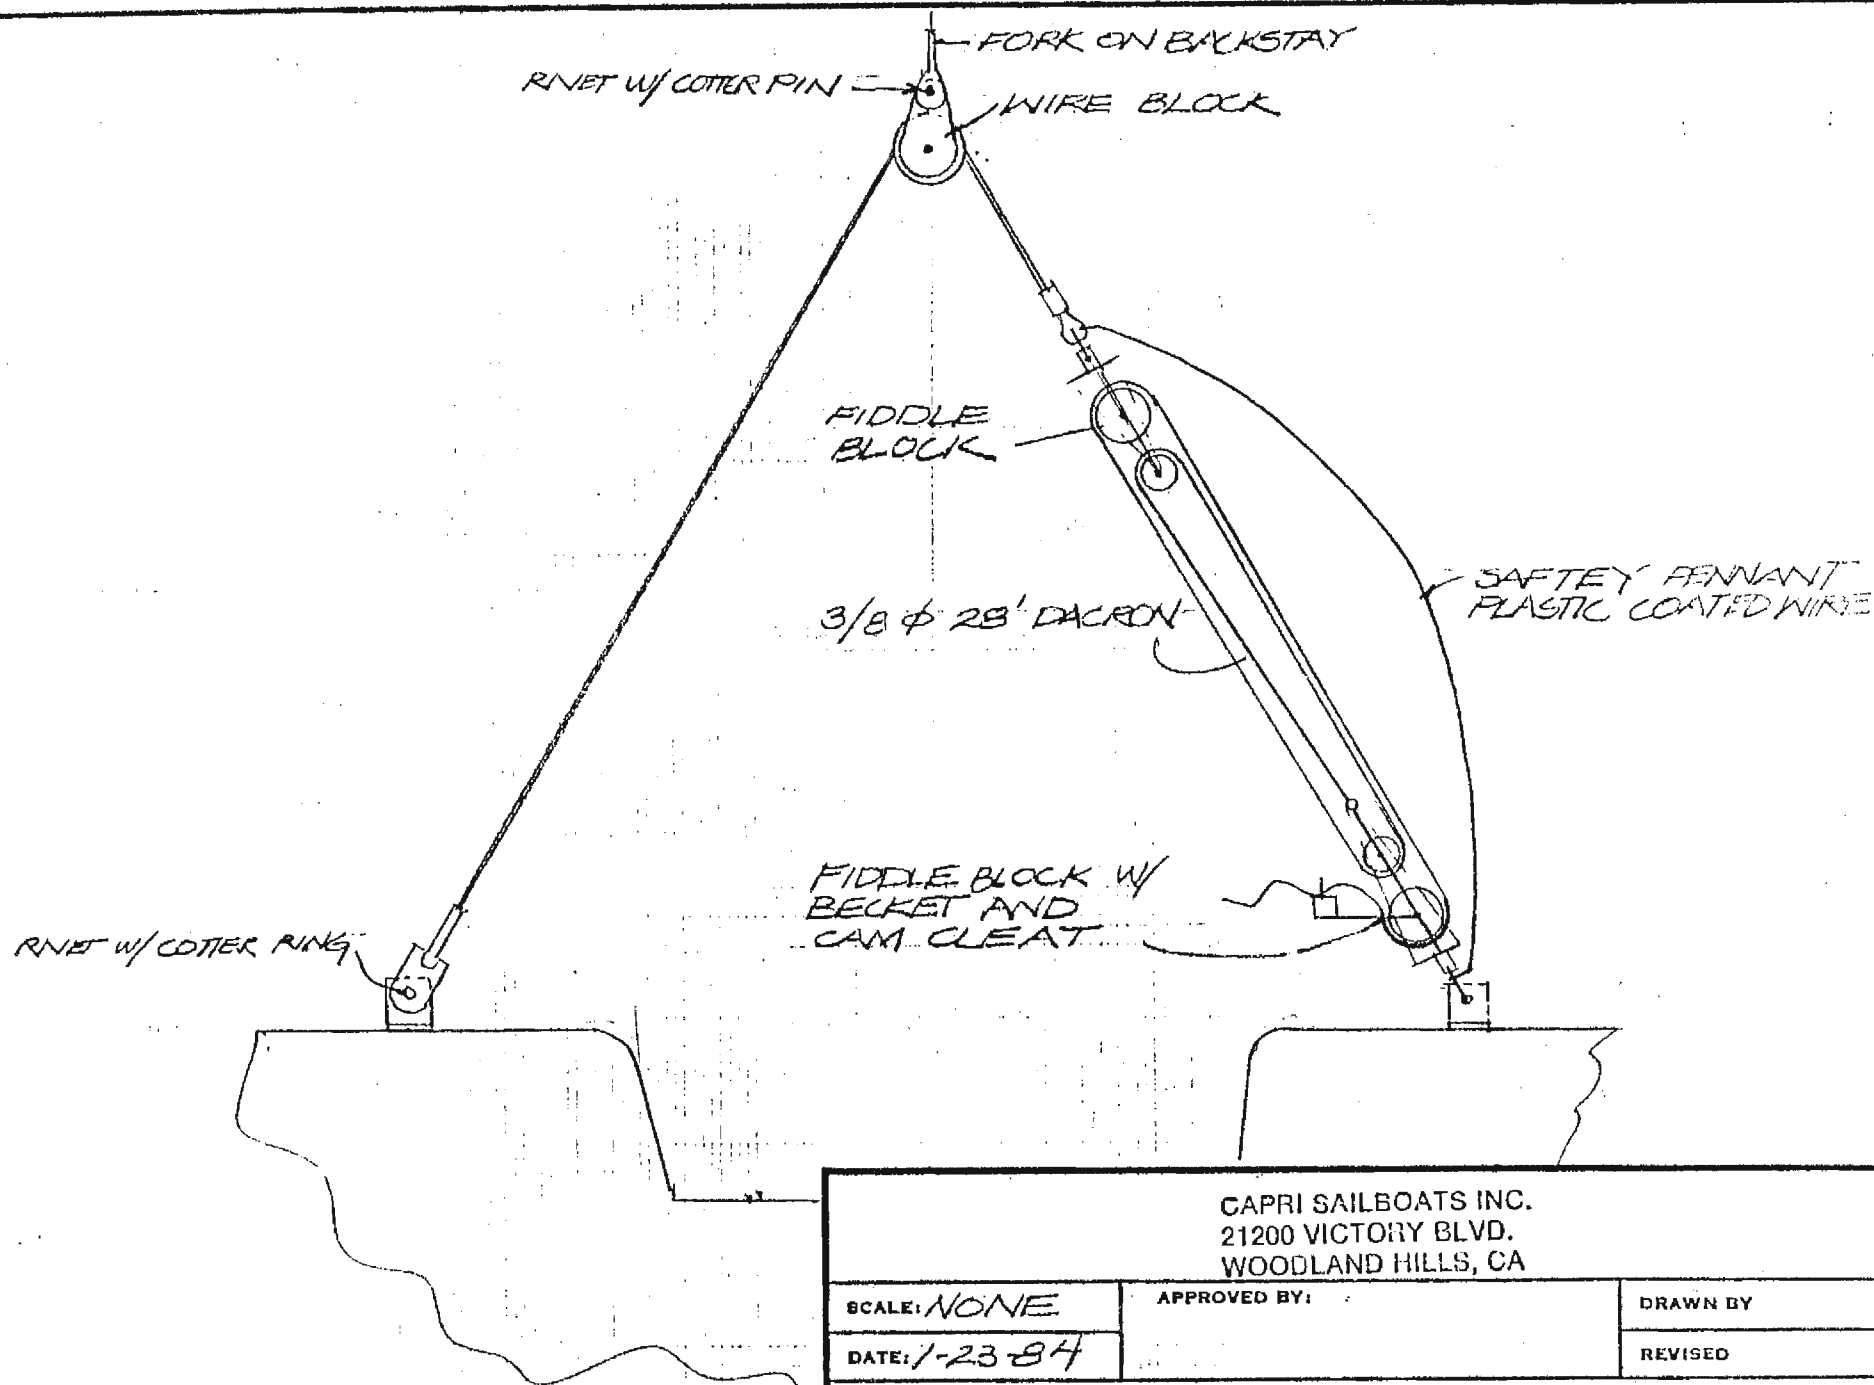 FORK ON BACKSTAY
RIVET W/ COTTER PIN
WIRE BLOCK
FIDDLE
BLOCK
SAFTEY PENNANT
PLASTIC COATED WIRE
3/8 ϕ 28' DACRON
FIDDLE BLOCK W/
BECKET AND
CAM CLEAT
RIVET W/ COTTER RING
CAPRI SAILBOATS INC.
21200 VICTORY BLVD.
WOODLAND HILLS, CA
SCALE: NONE
APPROVED BY:
DRAWN BY
DATE: 1-23-84
REVISED